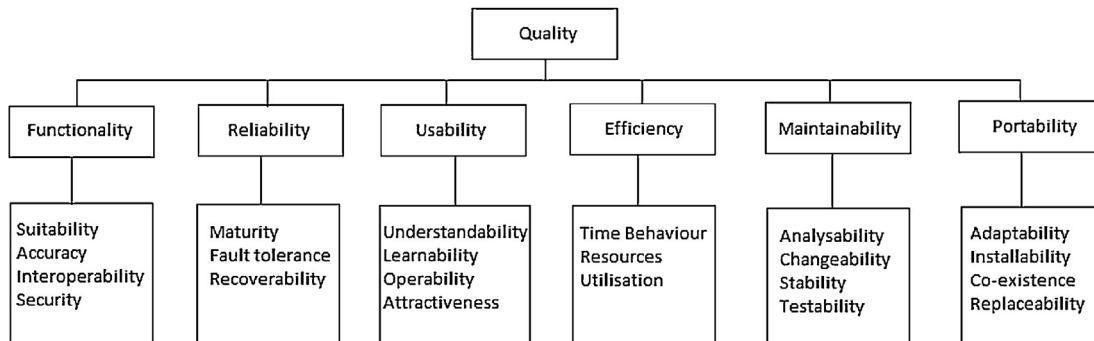 Quality
Functionality
Reliability
Usability
Efficiency
Maintainability
Portability
Suitability
Accuracy
Interoperability
Security
Maturity
Fault tolerance
Recoverability
Understandability
Learnability
Operability
Attractiveness
Time Behaviour
Resources
Utilisation
Analysability
Changeability
Stability
Testability
Adaptability
Installability
Co-existence
Replaceability